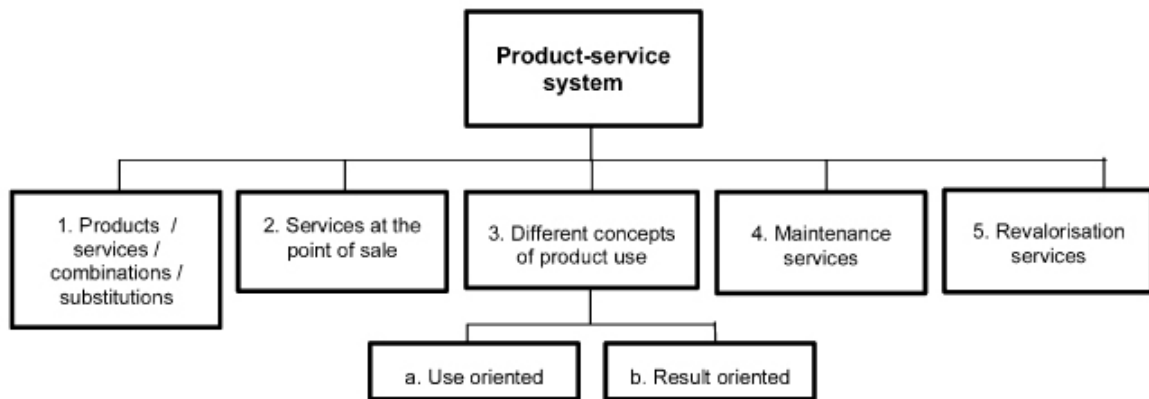 Product-service
system
1. Products /
services /
combinations /
substitutions
2. Services at the
point of sale
3. Different concepts
of product use
4. Maintenance
services
5. Revalorisation
services
a. Use oriented
b. Result oriented